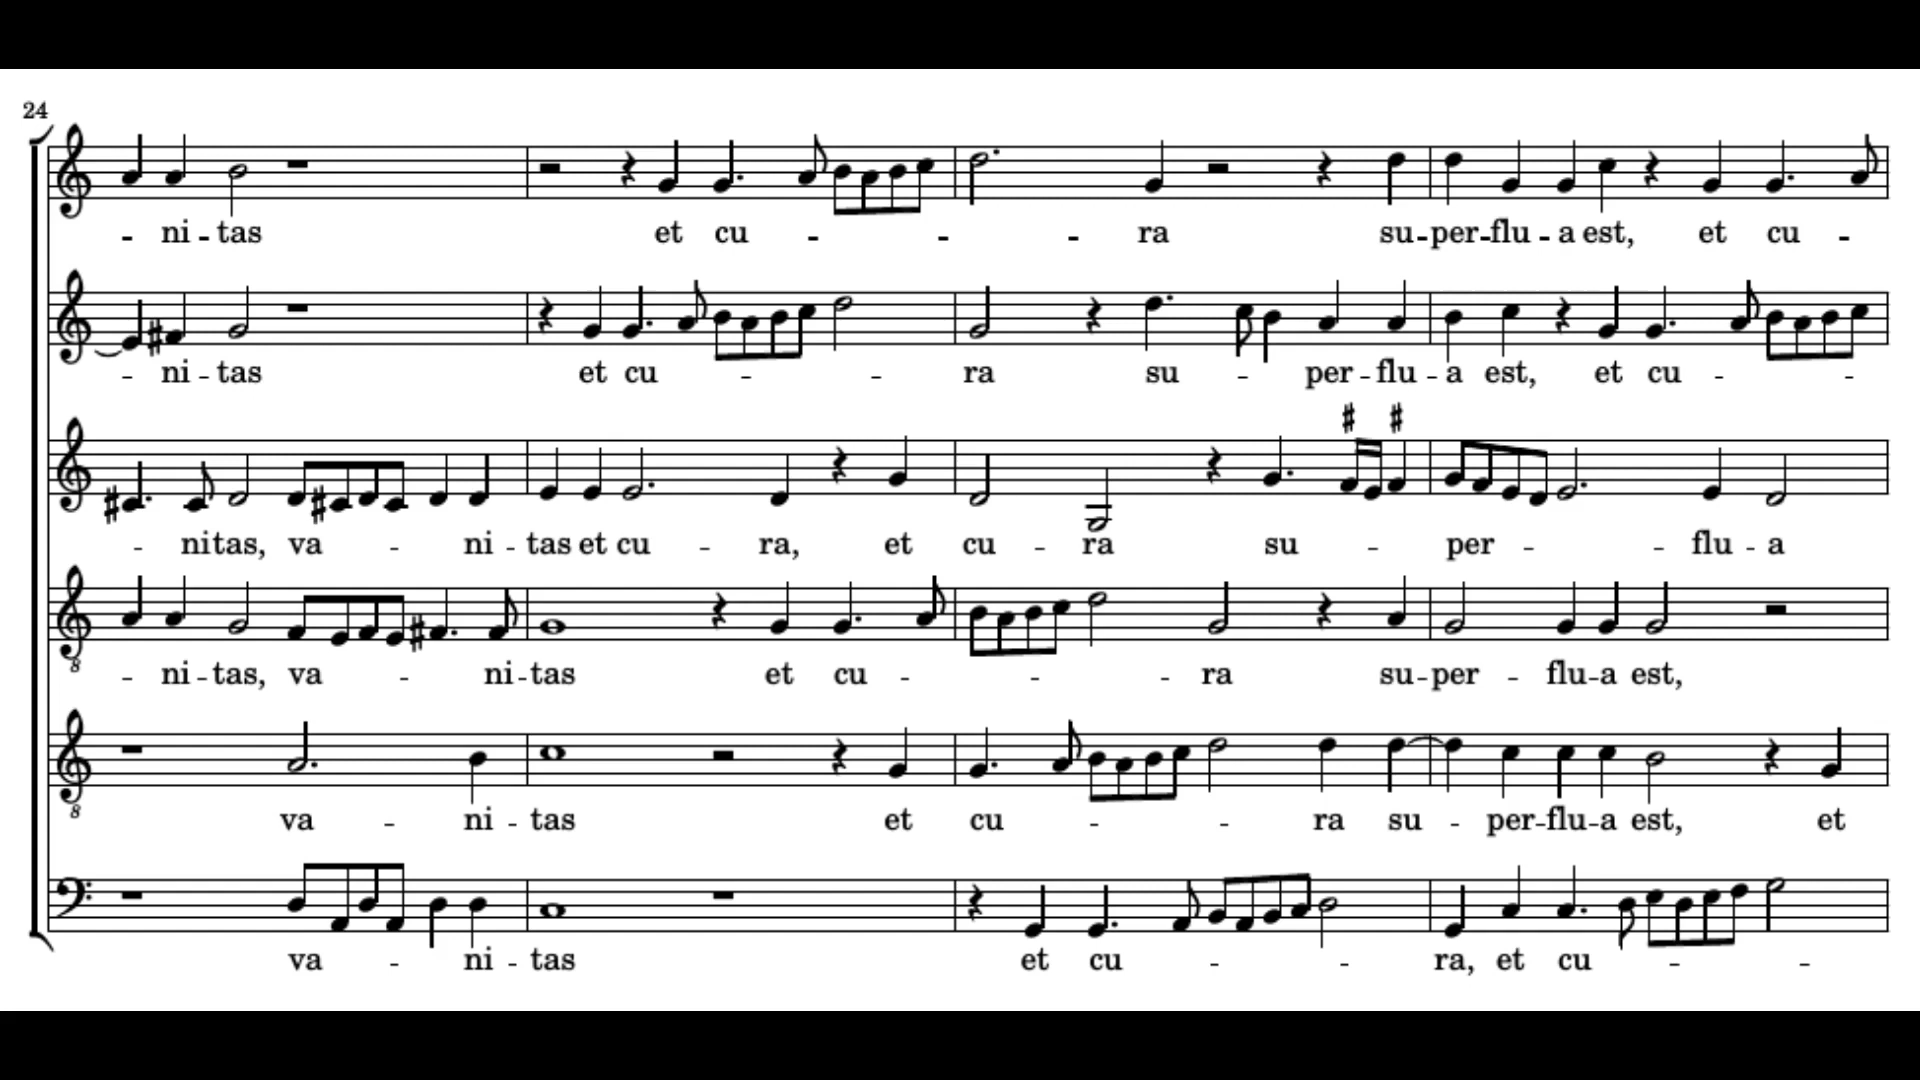 24
- ni - tas et cu - - - ra su - per - flu - a est, et cu -
- ni - tas et cu - - ra su - per - flu - a est, et cu - -
- nitas, va - - ni - tas et cu - ra, et cu - ra su - per - - flu - a
8
- ni - tas, va - - ni - tas et cu - - - ra su - per - flu - a est,
8
va - ni - tas et cu - - ra su - per - flu - a est, et
va - ni - tas et cu - - ra, et cu - -